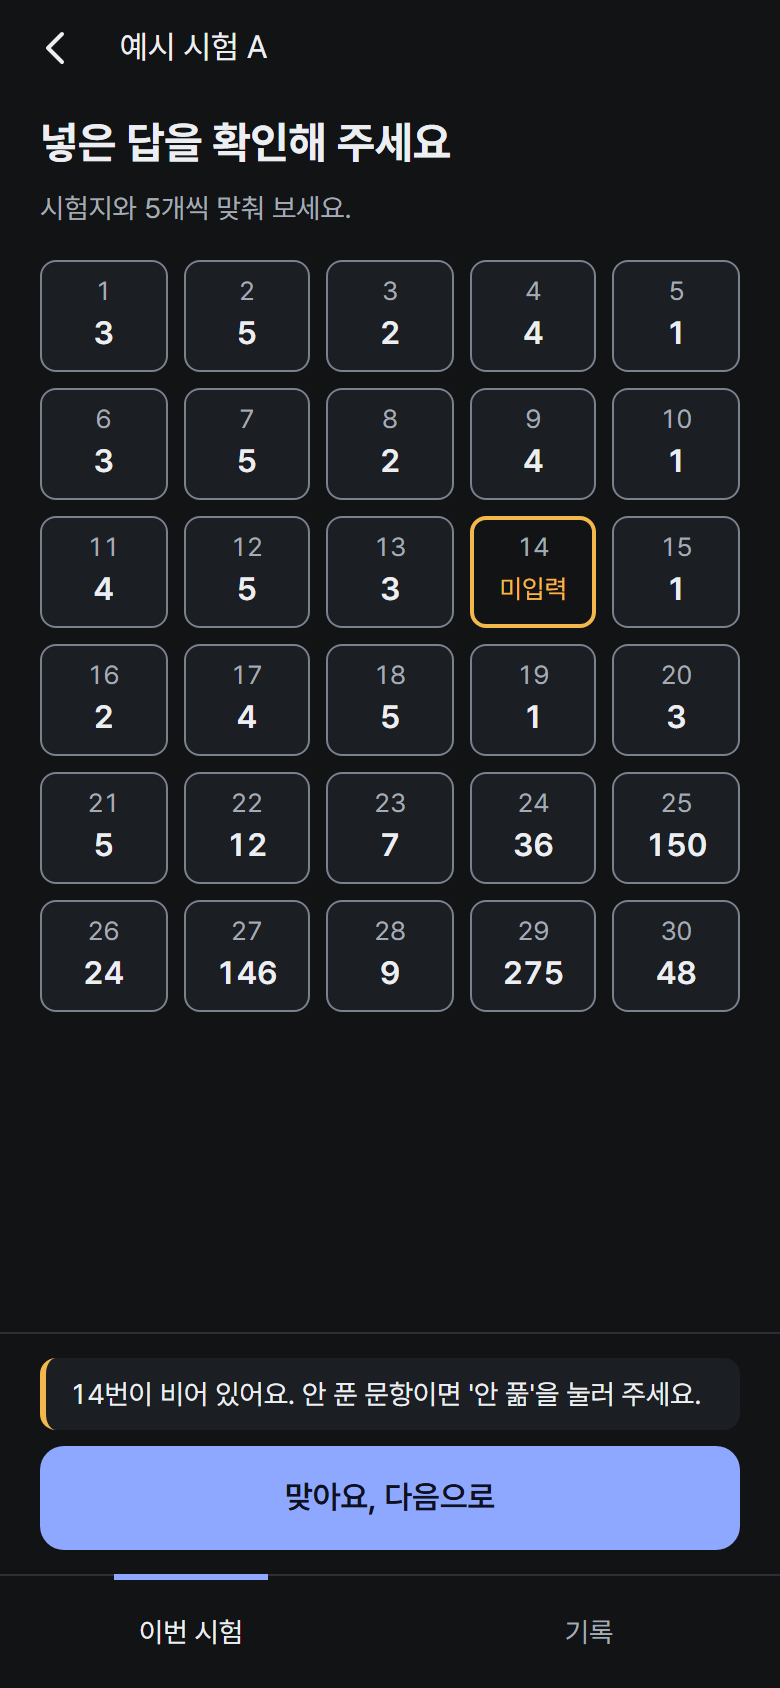 예시 시험 A
넣은 답을 확인해 주세요
시험지와 5개씩 맞춰 보세요.
1 2 3 4 5
3 5 2 4 1
6 7 8 9 10
3 5 2 4 1
11 12 13 14 15
4 5 3 미입력 1
16 17 18 19 20
2 4 5 1 3
21 22 23 24 25
5 12 7 36 150
26 27 28 29 30
24 146 9 275 48
14번이 비어 있어요. 안 푼 문항이면 '안 풂'을 눌러 주세요.
맞아요, 다음으로
이번 시험 기록